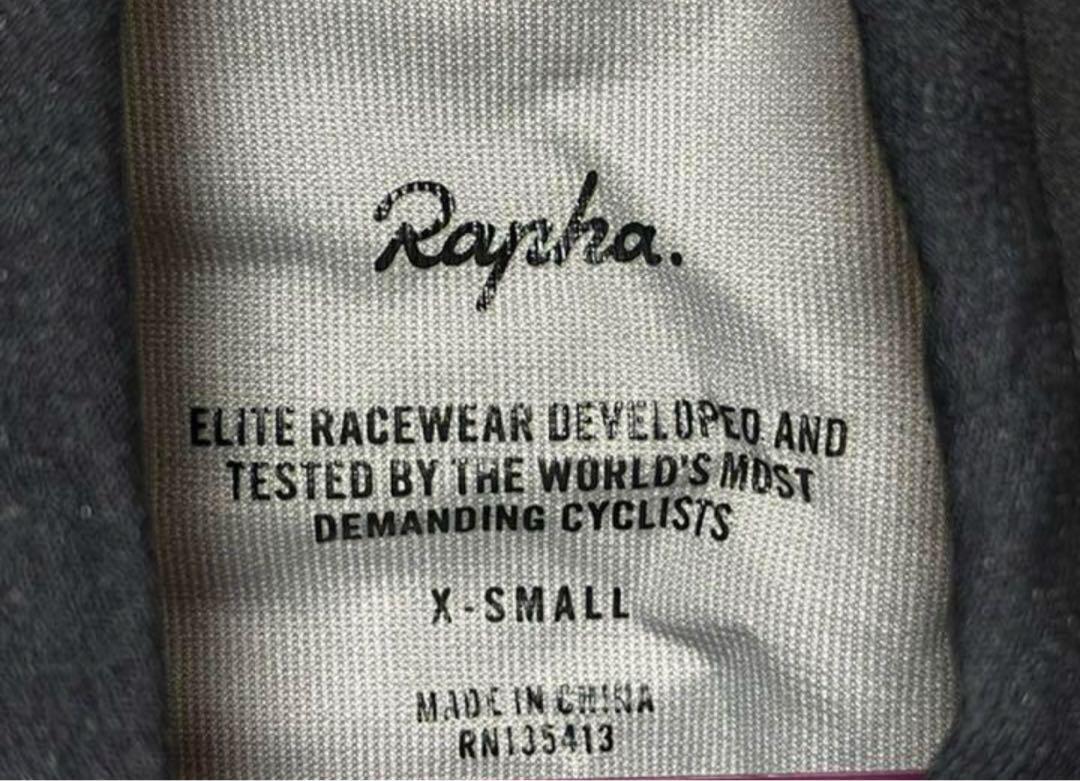 Rapha.
ELITE RACEWEAR DEVELOPED AND
TESTED BY THE WORLD'S MOST
DEMANDING CYCLISTS
X-SMALL
MADE IN CHINA
RN135413